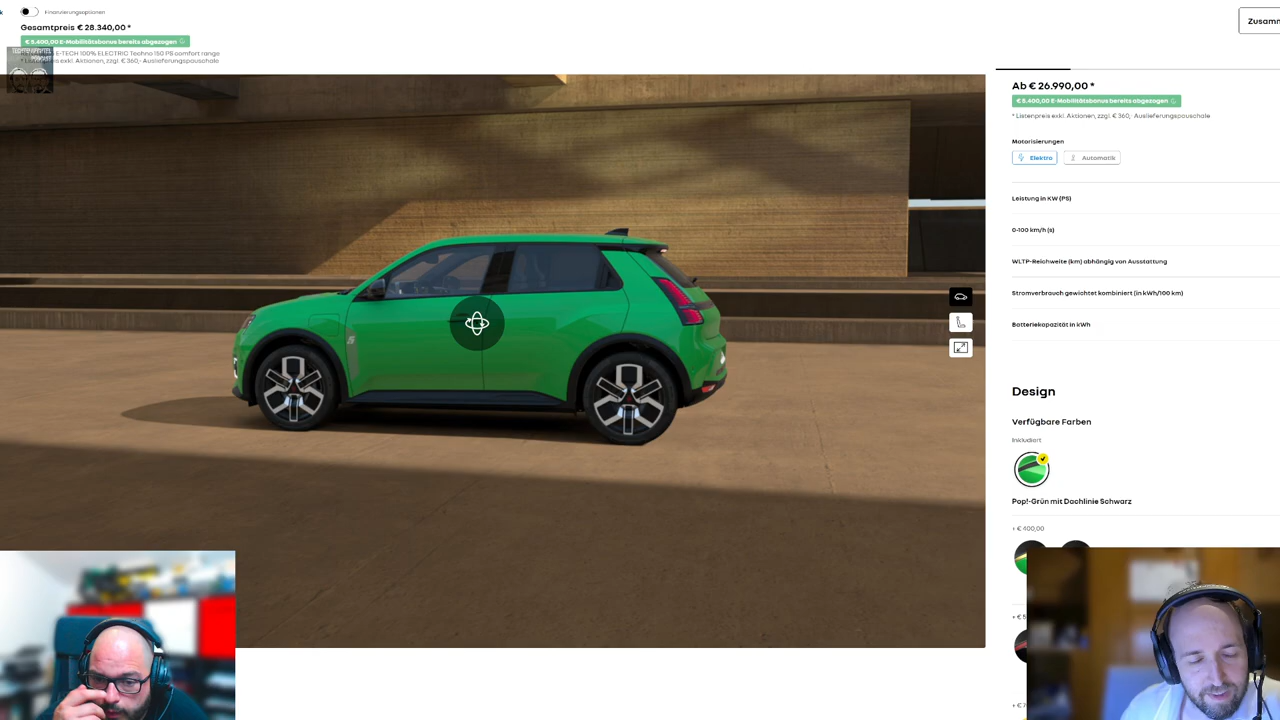 Finanzierungsoptionen
Gesamtpreis € 28.340,00 *
€ 5.400,00 E-Mobilitätsbonus bereits abgezogen
E-TECH 100% ELECTRIC Techno 150 PS comfort range
exkl. Aktionen, zzgl. € 360,- Auslieferungspauschale
Ab € 26.990,00 *
€ 5.400,00 E-Mobilitätsbonus bereits abgezogen
* Listenpreis exkl. Aktionen, zzgl. € 360,- Auslieferungspauschale
Motorisierungen
Elektro
Automatik
Leistung in KW (PS)
0-100 km/h (s)
WLTP-Reichweite (km) abhängig von Ausstattung
Stromverbrauch gewichtet kombiniert (in kWh/100 km)
Batteriekapazität in kWh
Design
Verfügbare Farben
Inkludiert
Pop!-Grün mit Dachlinie Schwarz
+ € 400,00